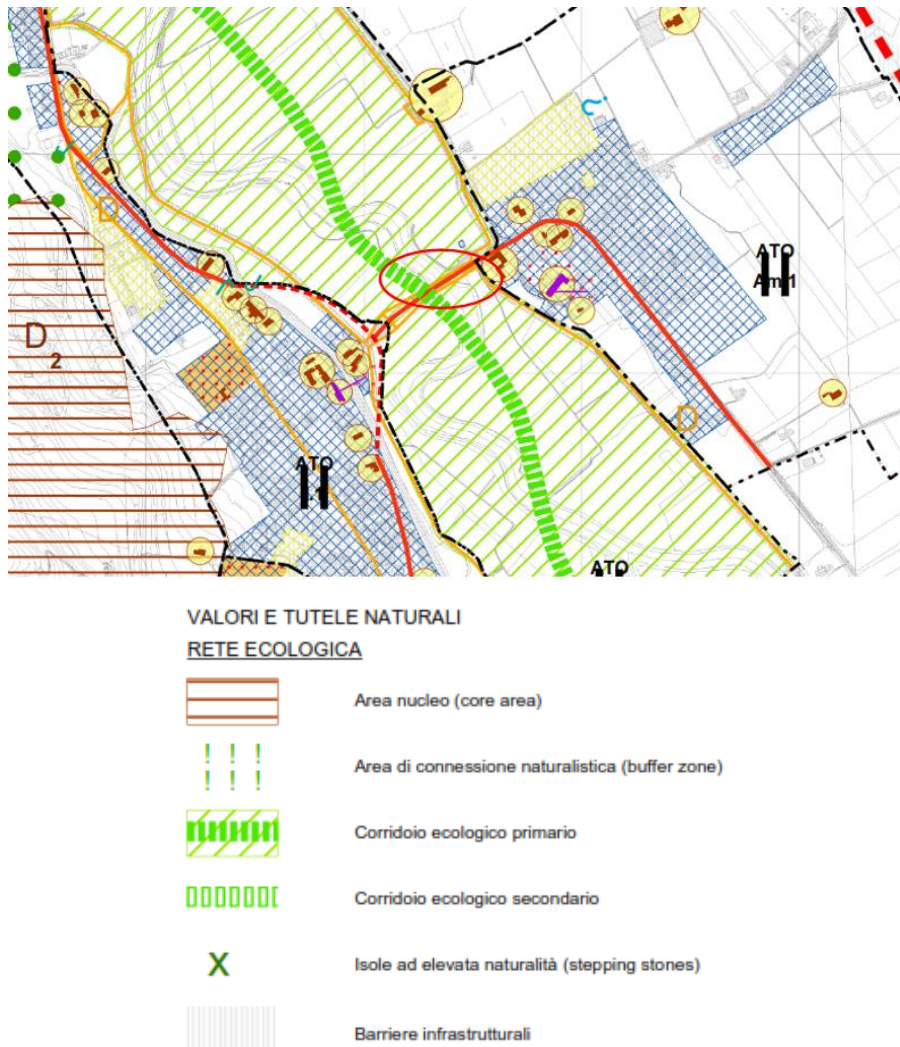 ATO
D
D
2
D
ATO
ATO
VALORI E TUTELE NATURALI
RETE ECOLOGICA
Area nucleo (core area)
! ! !
! ! !
Area di connessione naturalistica (buffer zone)
Corridoio ecologico primario
Corridoio ecologico secondario
X
Isole ad elevata naturalità (stepping stones)
Barriere infrastrutturali